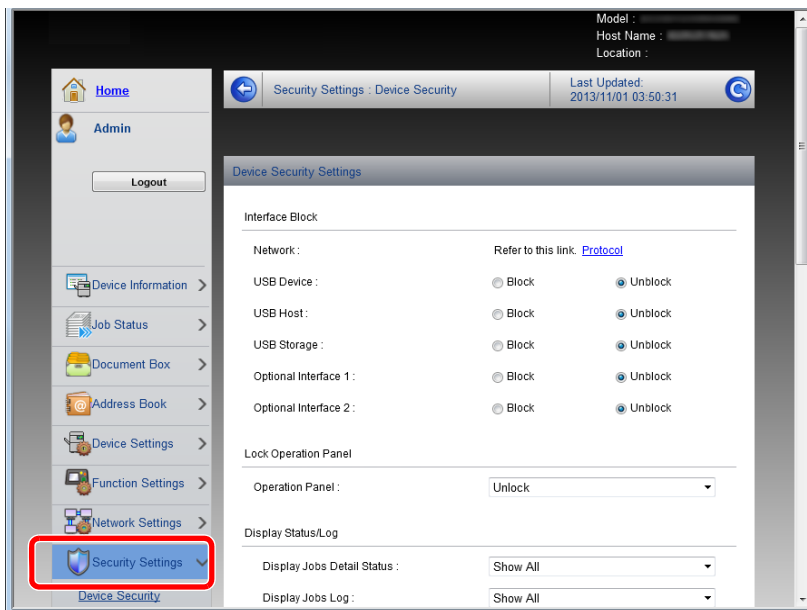 Model :
Host Name :
Location :
Home
Security Settings : Device Security
Last Updated:
2013/11/01 03:50:31
Admin
Logout
Device Security Settings
Interface Block
Network :
Refer to this link. Protocol
USB Device :
Block
Unblock
USB Host :
Block
Unblock
USB Storage :
Block
Unblock
Optional Interface 1 :
Block
Unblock
Optional Interface 2 :
Block
Unblock
Lock Operation Panel
Operation Panel :
Unlock
Display Status/Log
Display Jobs Detail Status :
Show All
Display Jobs Log :
Show All
Device Information
Job Status
Document Box
Address Book
Device Settings
Function Settings
Network Settings
Security Settings
Device Security